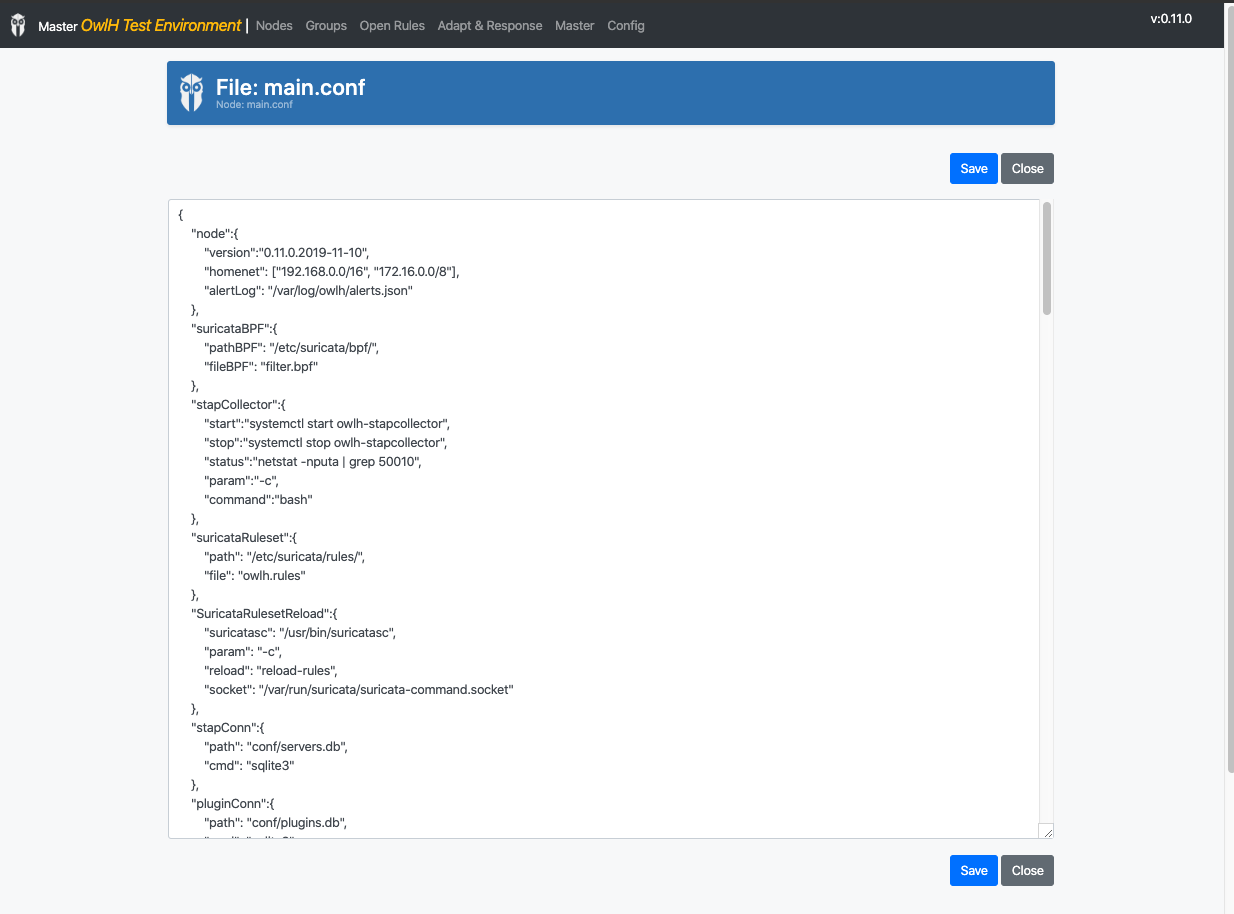 Master OwlH Test Environment | Nodes Groups Open Rules Adapt & Response Master Config v:0.11.0
File: main.conf
Node: main.conf
Save Close
{
"node":{
"version":"0.11.0.2019-11-10",
"homenet": ["192.168.0.0/16", "172.16.0.0/8"],
"alertLog": "/var/log/owlh/alerts.json"
},
"suricataBPF":{
"pathBPF": "/etc/suricata/bpf/",
"fileBPF": "filter.bpf"
},
"stapCollector":{
"start":"systemctl start owlh-stapcollector",
"stop":"systemctl stop owlh-stapcollector",
"status":"netstat -nputa | grep 50010",
"param":"-c",
"command":"bash"
},
"suricataRuleset":{
"path": "/etc/suricata/rules/",
"file": "owlh.rules"
},
"SuricataRulesetReload":{
"suricatasc": "/usr/bin/suricatasc",
"param": "-c",
"reload": "reload-rules",
"socket": "/var/run/suricata/suricata-command.socket"
},
"stapConn":{
"path": "conf/servers.db",
"cmd": "sqlite3"
},
"pluginConn":{
"path": "conf/plugins.db",
Save Close